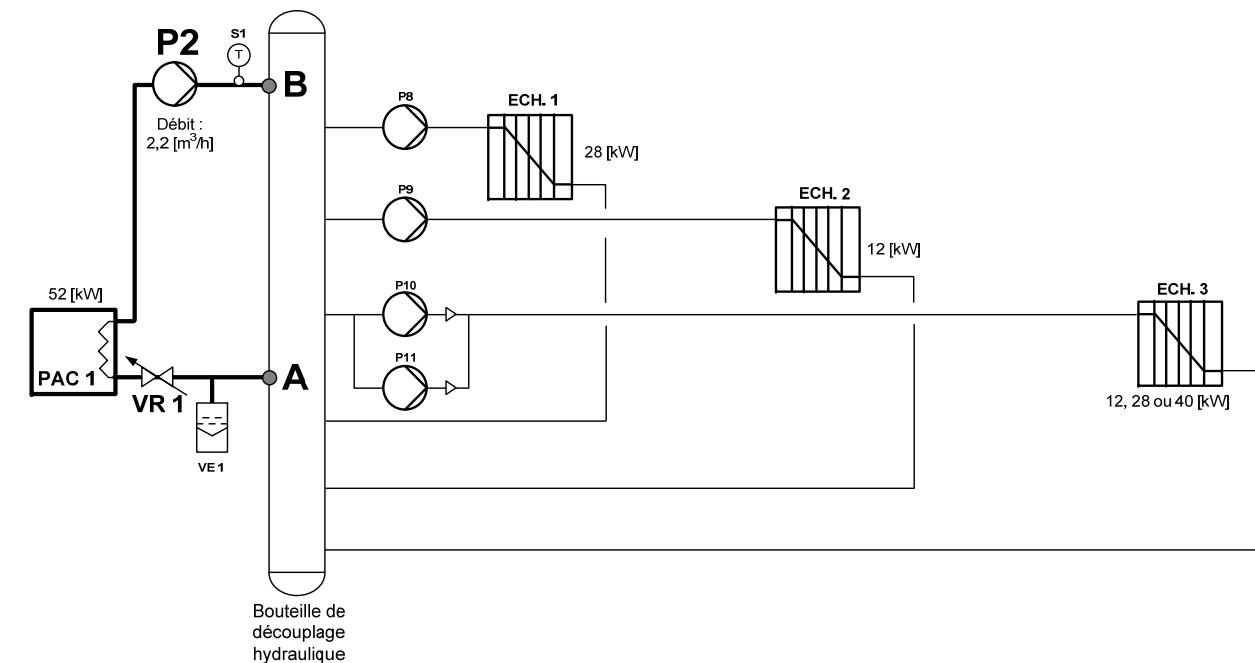 P2
S1
T
B
Débit :
2,2 [m³/h]
P8
ECH. 1
28 [kW]
P9
ECH. 2
12 [kW]
P10
ECH. 3
52 [kW]
P11
PAC 1
VR 1
A
12, 28 ou 40 [kW]
VE 1
Bouteille de
découplage
hydraulique